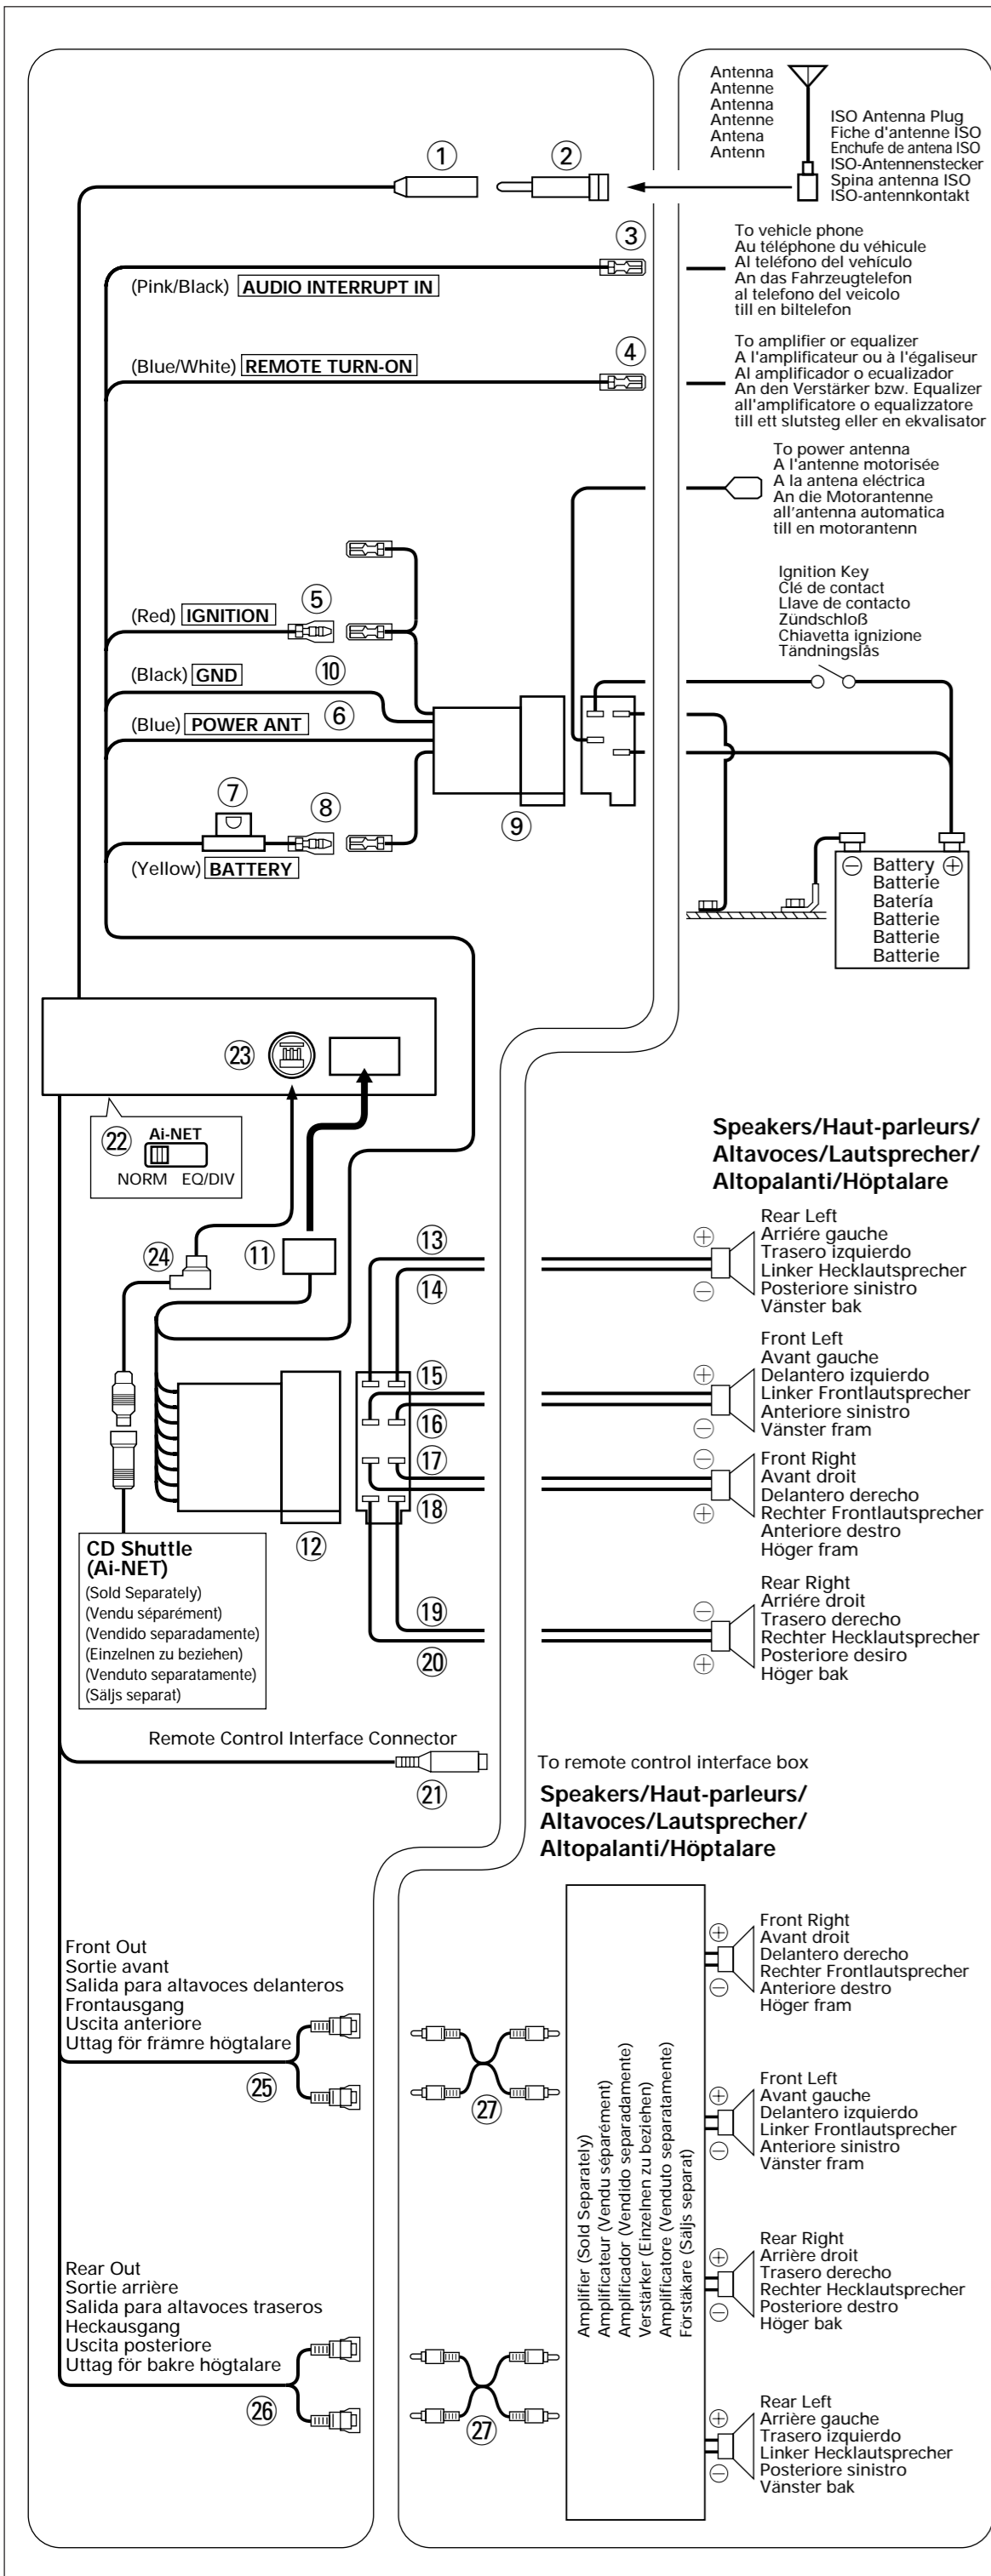 Antenna
Antenne
Antenna
Antenne
Antena
Antenn
ISO Antenna Plug
Fiche d'antenne ISO
Enchufe de antena ISO
ISO-Antennenstecker
Spina antenna ISO
ISO-antennkontakt
① ②
③
To vehicle phone
Au téléphone du véhicule
Al teléfono del vehículo
An das Fahrzeugtelefon
al telefono del veicolo
till en biltelefon
(Pink/Black) AUDIO INTERRUPT IN
④
To amplifier or equalizer
A l'amplificateur ou à l'égaliseur
Al amplificador o ecualizador
An den Verstärker bzw. Equalizer
all'amplificatore o equalizzatore
till ett slutsteg eller en ekvalisator
(Blue/White) REMOTE TURN-ON
To power antenna
A l'antenne motorisée
A la antena eléctrica
An die Motorantenne
all'antenna automatica
till en motorantenn
Ignition Key
Clé de contact
Llave de contacto
Zündschloß
Chiavetta ignizione
Tändningslås
(Red) IGNITION ⑤
(Black) GND ⑩
(Blue) POWER ANT ⑥
⑦ ⑧ ⑨
(Yellow) BATTERY
⊖ Battery ⊕
Batterie
Batería
Batterie
Batterie
Batterie
㉓
㉒ Ai-NET
NORM EQ/DIV
Speakers/Haut-parleurs/
Altavoces/Lautsprecher/
Altopalanti/Höptalare
㉔ ⑪ ⑬
⑭
⊕
⊖
Rear Left
Arriére gauche
Trasero izquierdo
Linker Hecklautsprecher
Posteriore sinistro
Vänster bak
⑮
⑯
⊕
⊖
Front Left
Avant gauche
Delantero izquierdo
Linker Frontlautsprecher
Anteriore sinistro
Vänster fram
⑰
⑱
⊖
⊕
Front Right
Avant droit
Delantero derecho
Rechter Frontlautsprecher
Anteriore destro
Höger fram
⑫
CD Shuttle
(Ai-NET)
(Sold Separately)
(Vendu séparément)
(Vendido separadamente)
(Einzelnen zu beziehen)
(Venduto separatamente)
(Säljs separat)
⑲
⑳
⊖
⊕
Rear Right
Arriére droit
Trasero derecho
Rechter Hecklautsprecher
Posteriore desiro
Höger bak
Remote Control Interface Connector
㉑
To remote control interface box
Speakers/Haut-parleurs/
Altavoces/Lautsprecher/
Altopalanti/Höptalare
Front Out
Sortie avant
Salida para altavoces delanteros
Frontausgang
Uscita anteriore
Uttag för främre högtalare
㉕ ㉗
Amplifier (Sold Separately)
Amplificateur (Vendu séparément)
Amplificador (Vendido separadamente)
Verstärker (Einzelnen zu beziehen)
Amplificatore (Venduto separatamente)
Förstäkare (Säljs separat)
⊕
⊖
Front Right
Avant droit
Delantero derecho
Rechter Frontlautsprecher
Anteriore destro
Höger fram
⊕
⊖
Front Left
Avant gauche
Delantero izquierdo
Linker Frontlautsprecher
Anteriore sinistro
Vänster fram
⊕
⊖
Rear Right
Arrière droit
Trasero derecho
Rechter Hecklautsprecher
Posteriore destro
Höger bak
Rear Out
Sortie arrière
Salida para altavoces traseros
Heckausgang
Uscita posteriore
Uttag för bakre högtalare
㉖ ㉗
⊕
⊖
Rear Left
Arrière gauche
Trasero izquierdo
Linker Hecklautsprecher
Posteriore sinistro
Vänster bak